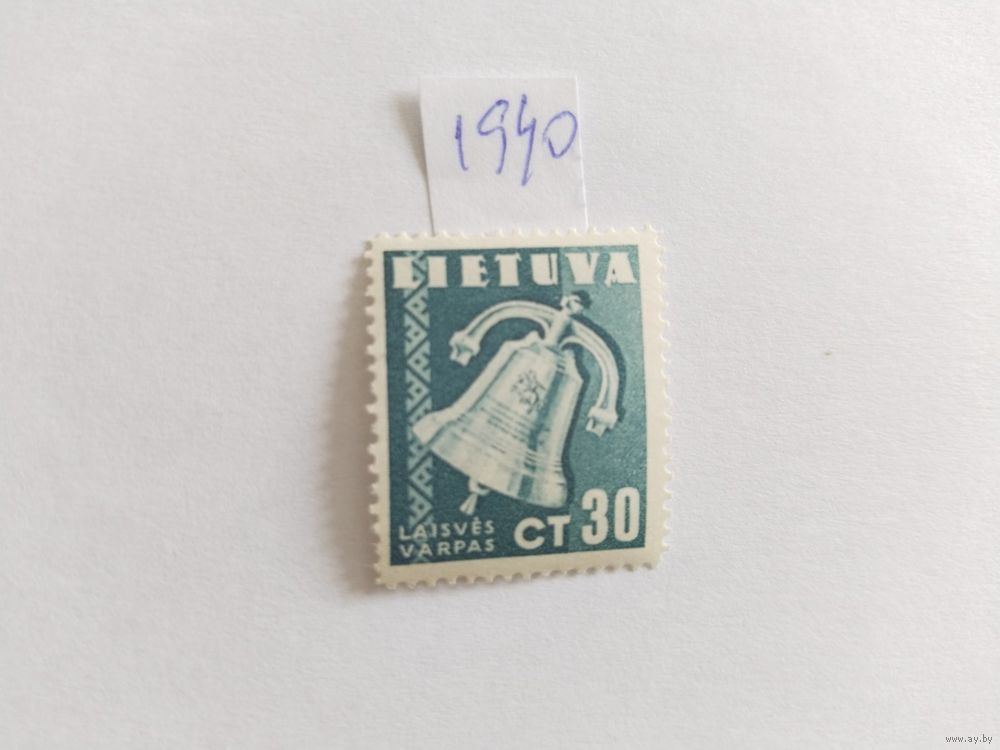 1940
LIETUVA
LAISVĖS
VARPAS
CT 30
www.ay.by